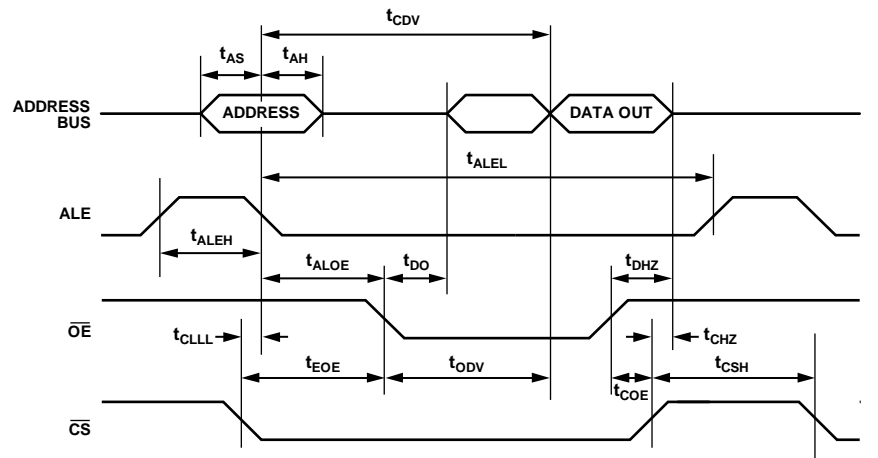 tCDV
tAS tAH
ADDRESS
BUS
ADDRESS DATA OUT
tALEL
ALE
tALEH
tALOE tDO tDHZ
OE
tCLLL tCHZ
tEOE tODV tCSH
tCOE
CS